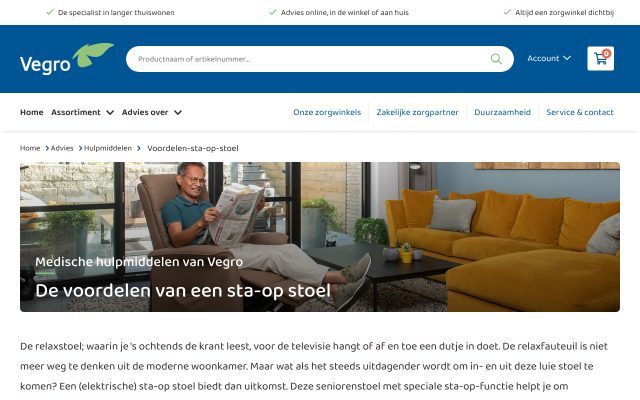 De specialist in langer thuiswonen
Advies online, in de winkel of aan huis
Altijd een zorgwinkel dichtbij
Vegro
Productnaam of artikelnummer...
Account
0
Home Assortiment Advies over
Onze zorgwinkels Zakelijke zorgpartner Duurzaamheid Service & contact
Home Advies Hulpmiddelen Voordelen-sta-op-stoel
Medische hulpmiddelen van Vegro
De voordelen van een sta-op stoel
De relaxstoel; waarin je 's ochtends de krant leest, voor de televisie hangt of af en toe een dutje in doet. De relaxfauteuil is niet
meer weg te denken uit de moderne woonkamer. Maar wat als het steeds uitdagender wordt om in- en uit deze luie stoel te
komen? Een (elektrische) sta-op stoel biedt dan uitkomst. Deze seniorenstoel met speciale sta-op-functie helpt je om